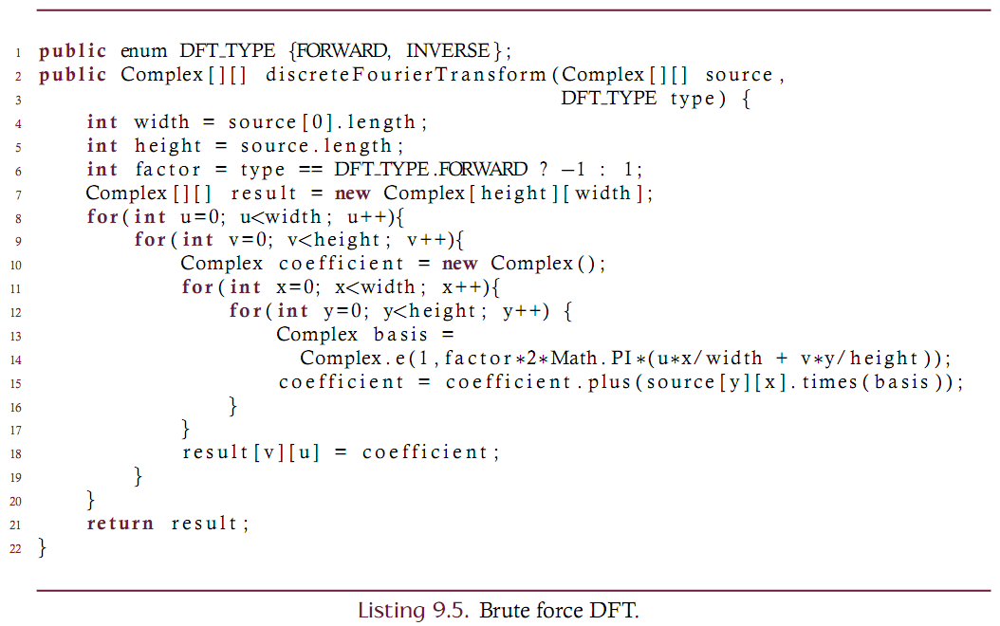 1 public enum DFT_TYPE {FORWARD, INVERSE};
2 public Complex[][] discreteFourierTransform(Complex[][] source,
3 DFT_TYPE type) {
4 int width = source[0].length;
5 int height = source.length;
6 int factor = type == DFT_TYPE.FORWARD ? −1 : 1;
7 Complex[][] result = new Complex[height][width];
8 for(int u=0; u<width; u++){
9 for(int v=0; v<height; v++){
10 Complex coefficient = new Complex();
11 for(int x=0; x<width; x++){
12 for(int y=0; y<height; y++) {
13 Complex basis =
14 Complex.e(1,factor*2*Math.PI*(u*x/width + v*y/height));
15 coefficient = coefficient.plus(source[y][x].times(basis));
16 }
17 }
18 result[v][u] = coefficient;
19 }
20 }
21 return result;
22 }
Listing 9.5. Brute force DFT.